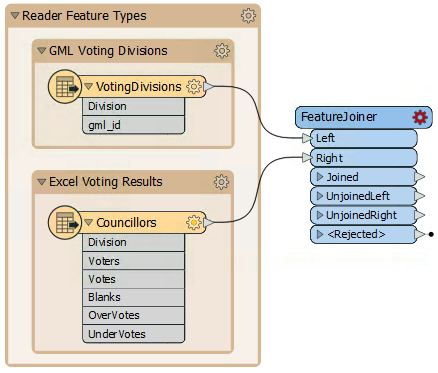 Reader Feature Types
GML Voting Divisions
VotingDivisions
Division
gml_id
FeatureJoiner
Left
Right
Joined
UnjoinedLeft
UnjoinedRight
<Rejected>
Excel Voting Results
Councillors
Division
Voters
Votes
Blanks
OverVotes
UnderVotes